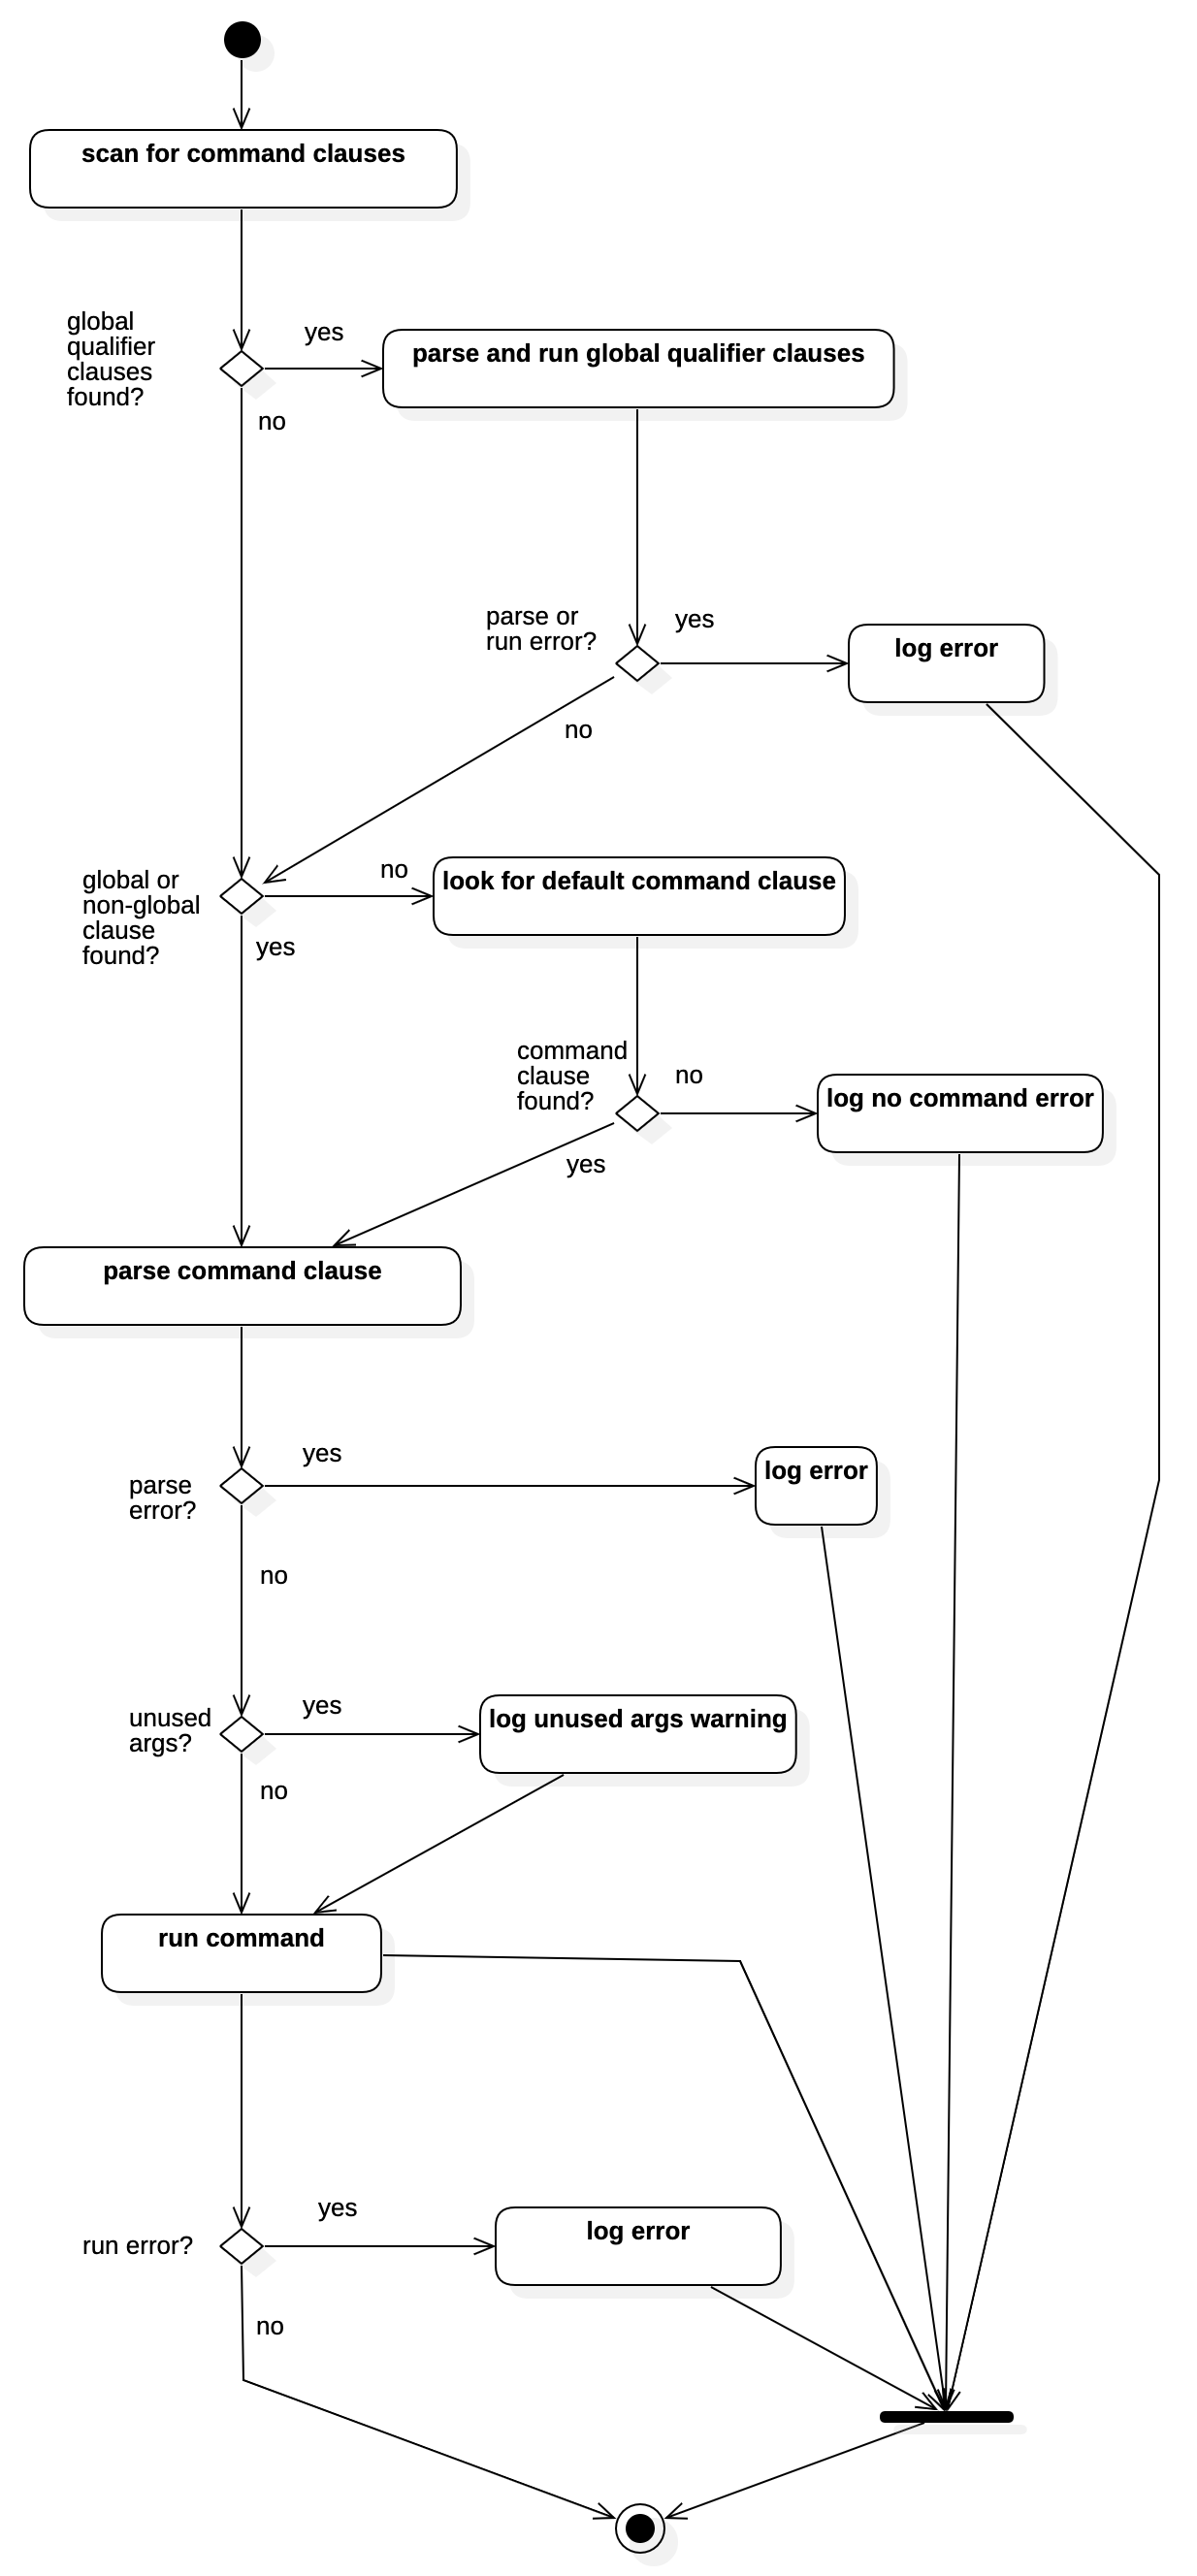 scan for command clauses
global
qualifier
clauses
found?
yes
parse and run global qualifier clauses
no
parse or
run error?
yes
log error
no
global or
non-global
clause
found?
no
look for default command clause
yes
command
clause
found?
no
log no command error
yes
parse command clause
parse
error?
yes
log error
no
unused
args?
yes
log unused args warning
no
run command
run error?
yes
log error
no